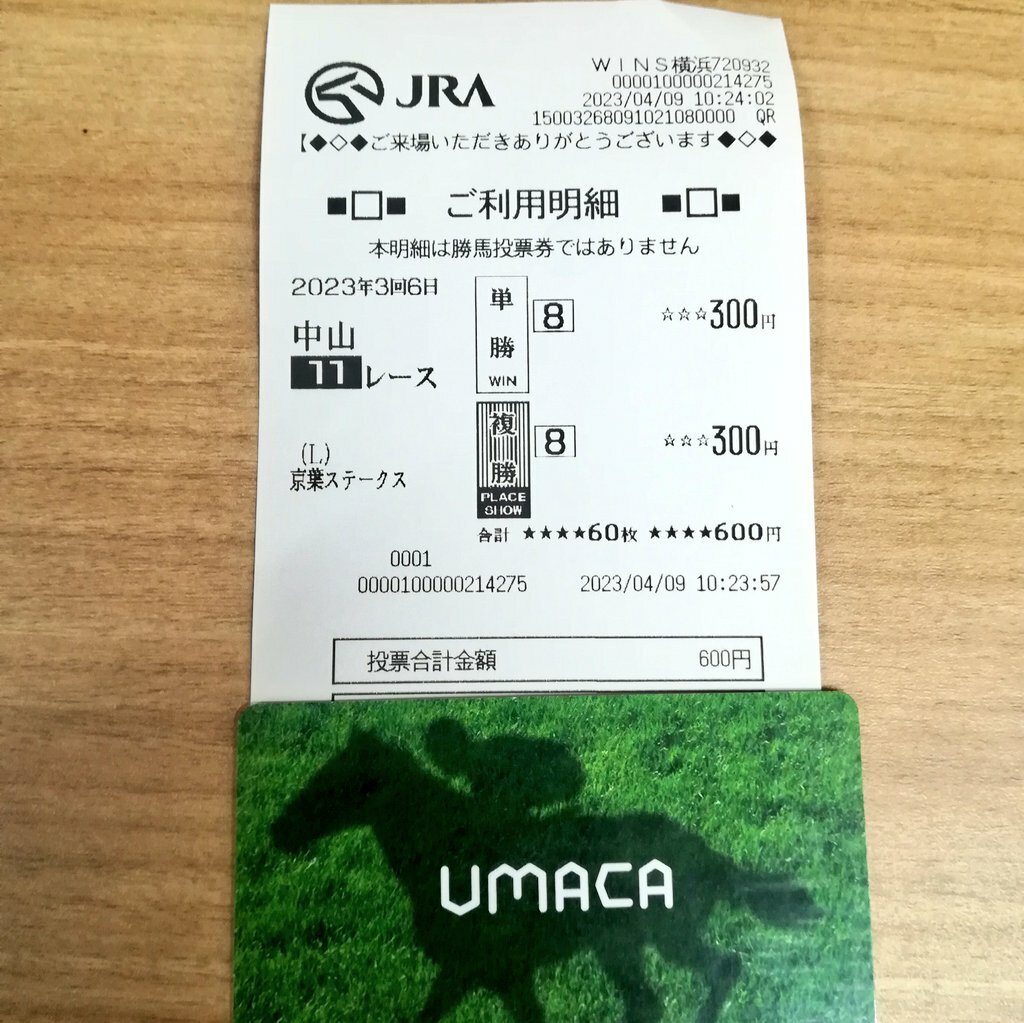 JRA
WINS横浜720932
0000100000214275
2023/04/09 10:24:02
15003268091021080000 QR
【◆◇◆ご来場いただきありがとうございます◆◇◆
■□■ ご利用明細 ■□■
本明細は勝馬投票券ではありません
2023年3回6日
中山
11レース
(L)
京葉ステークス
単勝
WIN
8
☆☆☆300円
複勝
PLACE
SHOW
8
☆☆☆300円
合計 ★★★★60枚 ★★★★600円
0001
0000100000214275 2023/04/09 10:23:57
投票合計金額 600円
UMACA